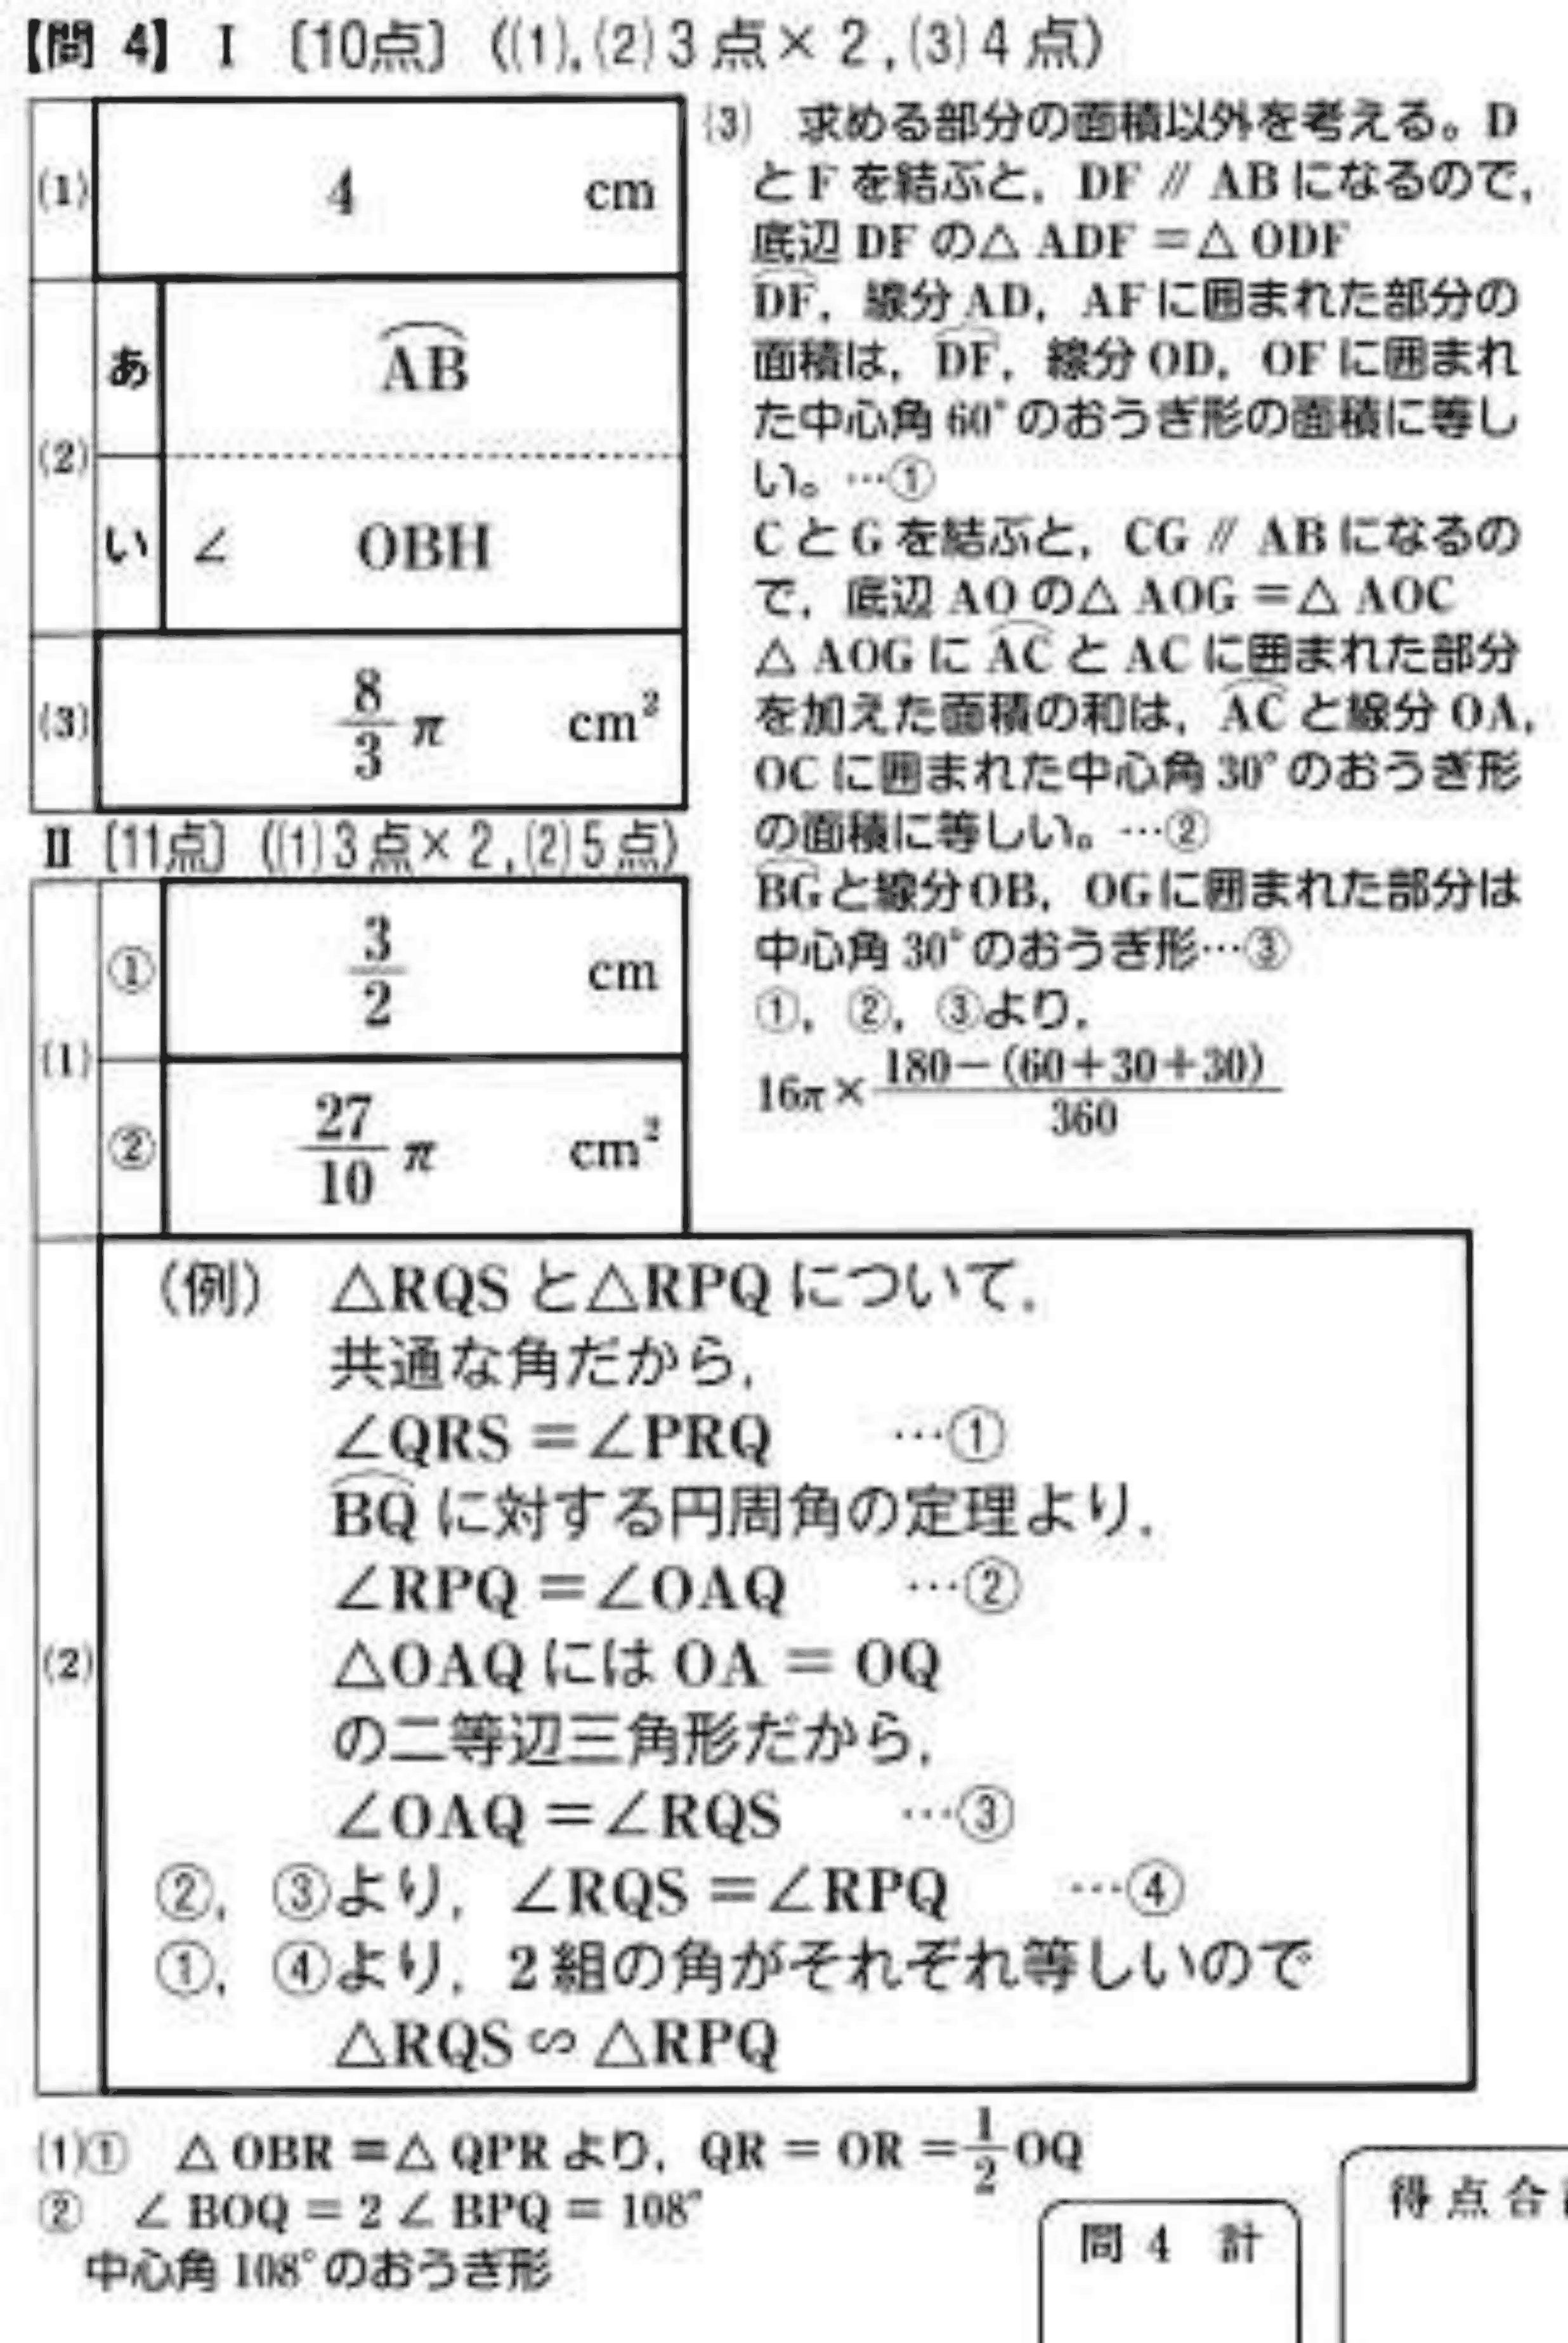 【問 4】 Ⅰ 〔10点〕 ((1), (2) 3 点× 2 , (3) 4 点)
(1) 4 cm
(2) あ A͡B
い ∠ OBH
(3) 8/3 π cm²
(3) 求める部分の面積以外を考える。D
とFを結ぶと,DF // ABになるので,
底辺 DF の△ ADF =△ ODF
D͡F,線分 AD,AFに囲まれた部分の
面積は,D͡F,線分 OD,OF に囲まれ
た中心角 60°のおうぎ形の面積に等し
い。…①
CとGを結ぶと,CG // ABになるの
で,底辺 AO の△ AOG =△ AOC
△ AOG に A͡C と AC に囲まれた部分
を加えた面積の和は,A͡C と線分 OA,
OC に囲まれた中心角 30°のおうぎ形
の面積に等しい。…②
B͡Gと線分OB,OGに囲まれた部分は
中心角 30°のおうぎ形…③
①,②,③より,
16π× 180−(60+30+30)/360
Ⅱ 〔11点〕 ((1) 3 点× 2 , (2) 5 点)
(1) ① 3/2 cm
② 27/10 π cm²
(2) (例) △RQS と△RPQ について,
共通な角だから,
∠QRS =∠PRQ …①
B͡Q に対する円周角の定理より,
∠RPQ =∠OAQ …②
△OAQ には OA = OQ
の二等辺三角形だから,
∠OAQ =∠RQS …③
②,③より,∠RQS =∠RPQ …④
①,④より,2 組の角がそれぞれ等しいので
△RQS ∽ △RPQ
(1)① △ OBR ≡△ QPR より,QR = OR = 1/2 OQ
② ∠ BOQ = 2 ∠ BPQ = 108°
中心角 108°のおうぎ形
問 4 計
得 点 合